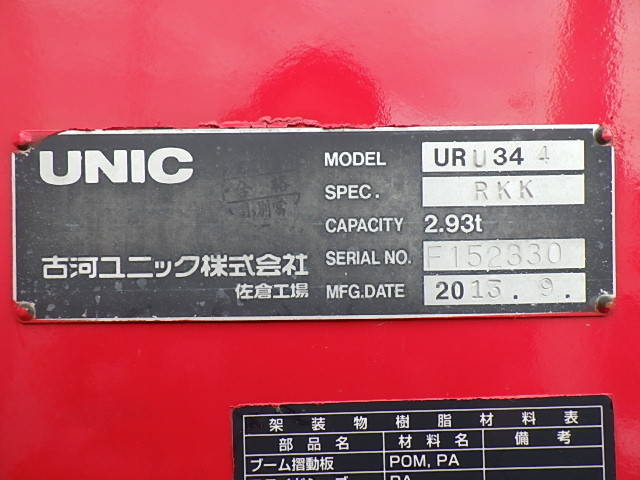 UNIC
MODEL URU344
SPEC. RKK
CAPACITY 2.93t
古河ユニック株式会社
SERIAL NO. F152330
佐倉工場
MFG.DATE 2013.9.
架装物樹脂材料表
部品名 材料名 備考
ブーム摺動板 POM, PA